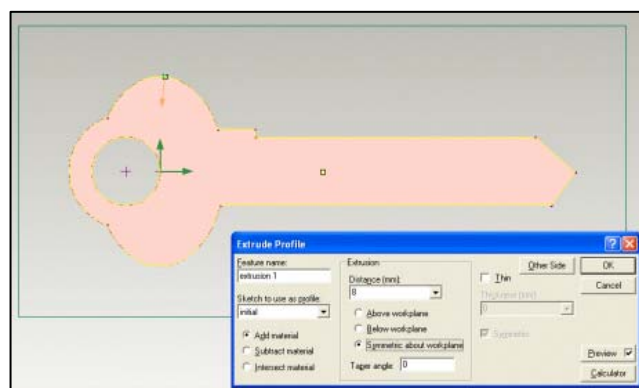 Extrude Profile
Feature name:
extrusion 1
Sketch to use as profile:
initial
Add material
Subtract material
Intersect material
Extrusion
Distance (mm):
8
Above workplane
Below workplane
Symmetric about workplane
Taper angle: 0
Other Side
Thin
Thickness (mm)
0
Symmetric
OK
Cancel
Preview
Calculator